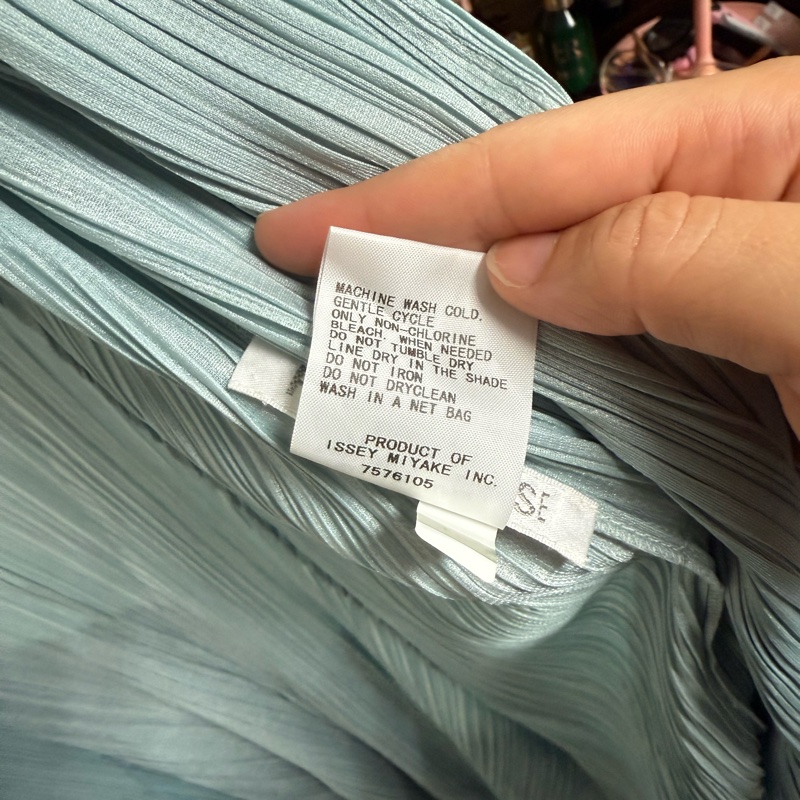 MACHINE WASH COLD.
GENTLE CYCLE
ONLY NON-CHLORINE
BLEACH, WHEN NEEDED
DO NOT TUMBLE DRY
LINE DRY IN THE SHADE
DO NOT IRON
DO NOT DRYCLEAN
WASH IN A NET BAG
PRODUCT OF
ISSEY MIYAKE INC.
7576105
SE